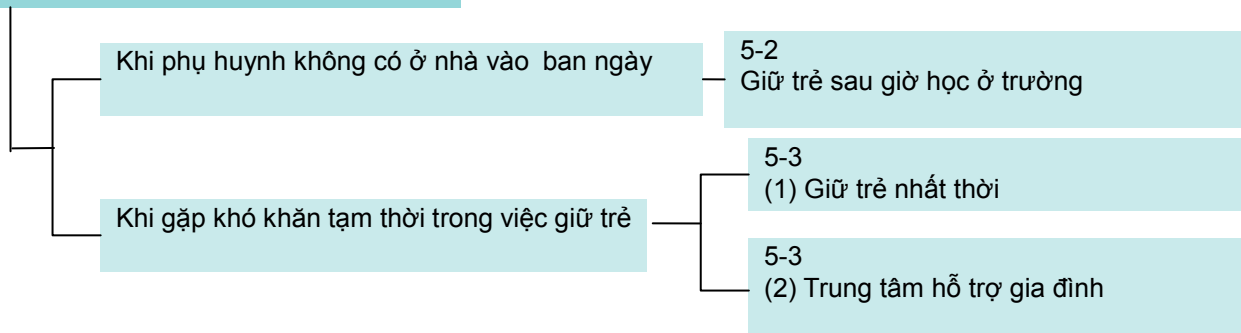 Khi phụ huynh không có ở nhà vào ban ngày
5-2
Giữ trẻ sau giờ học ở trường
Khi gặp khó khăn tạm thời trong việc giữ trẻ
5-3
(1) Giữ trẻ nhất thời
5-3
(2) Trung tâm hỗ trợ gia đình